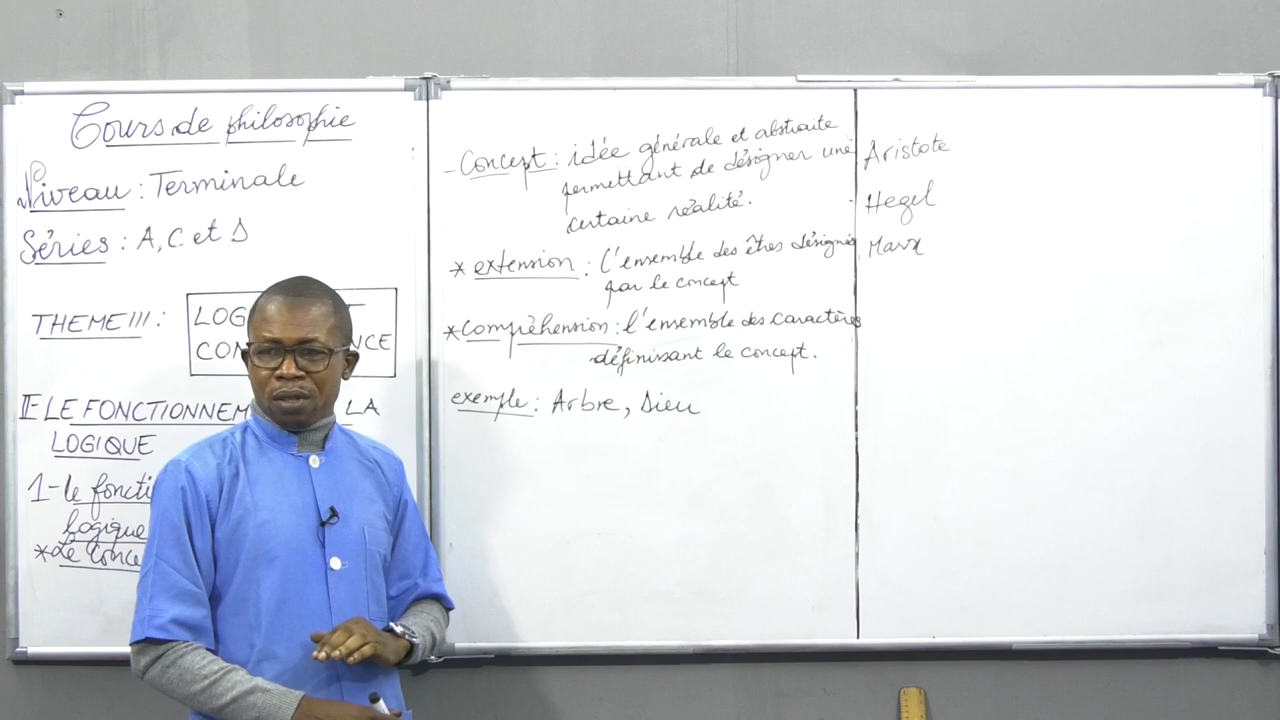 Cours de philosophie
Niveau : Terminale
Séries : A, C et D
THEME III : LOG T
CON NCE
II- LE FONCTIONNEM LA
LOGIQUE
1- le foncti
logique
* Le Conce
- Concept : idée générale et abstraite
permettant de désigner une
certaine réalité.
* extension : l'ensemble des êtres désignés
par le concept
* Compréhension : l'ensemble des caractères
définissant le concept.
exemple : Arbre, Dieu
Aristote
Hegel
Marx